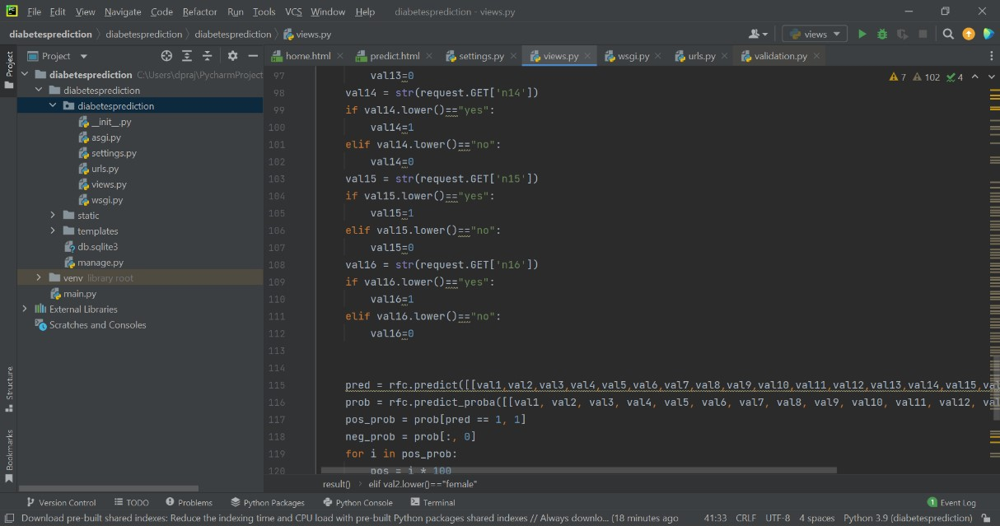 File Edit View Navigate Code Refactor Run Tools VCS Window Help diabetesprediction - views.py
diabetesprediction diabetesprediction diabetesprediction views.py views
Project
Project
home.html predict.html settings.py views.py wsgi.py urls.py validation.py
diabetesprediction C:\Users\dpraj\PycharmProject
diabetesprediction
diabetesprediction
__init__.py
asgi.py
settings.py
urls.py
views.py
wsgi.py
static
templates
db.sqlite3
manage.py
venv library root
main.py
External Libraries
Scratches and Consoles
Structure
Bookmarks
7 102 4
97 val13=0
98 val14 = str(request.GET['n14'])
99 if val14.lower()=="yes":
100 val14=1
101 elif val14.lower()=="no":
102 val14=0
103 val15 = str(request.GET['n15'])
104 if val15.lower()=="yes":
105 val15=1
106 elif val15.lower()=="no":
107 val15=0
108 val16 = str(request.GET['n16'])
109 if val16.lower()=="yes":
110 val16=1
111 elif val16.lower()=="no":
112 val16=0
113
114
115 pred = rfc.predict([[val1,val2,val3,val4,val5,val6,val7,val8,val9,val10,val11,val12,val13,val14,val15,va
116 prob = rfc.predict_proba([[val1, val2, val3, val4, val5, val6, val7, val8, val9, val10, val11, val12, va
117 pos_prob = prob[pred == 1, 1]
118 neg_prob = prob[:, 0]
119 for i in pos_prob:
120 pos = i * 100
result() elif val2.lower()=="female"
Version Control TODO Problems Python Packages Python Console Terminal 1 Event Log
Download pre-built shared indexes: Reduce the indexing time and CPU load with pre-built Python packages shared indexes // Always downlo... (18 minutes ago 41:33 CRLF UTF-8 4 spaces Python 3.9 (diabetesprediction)